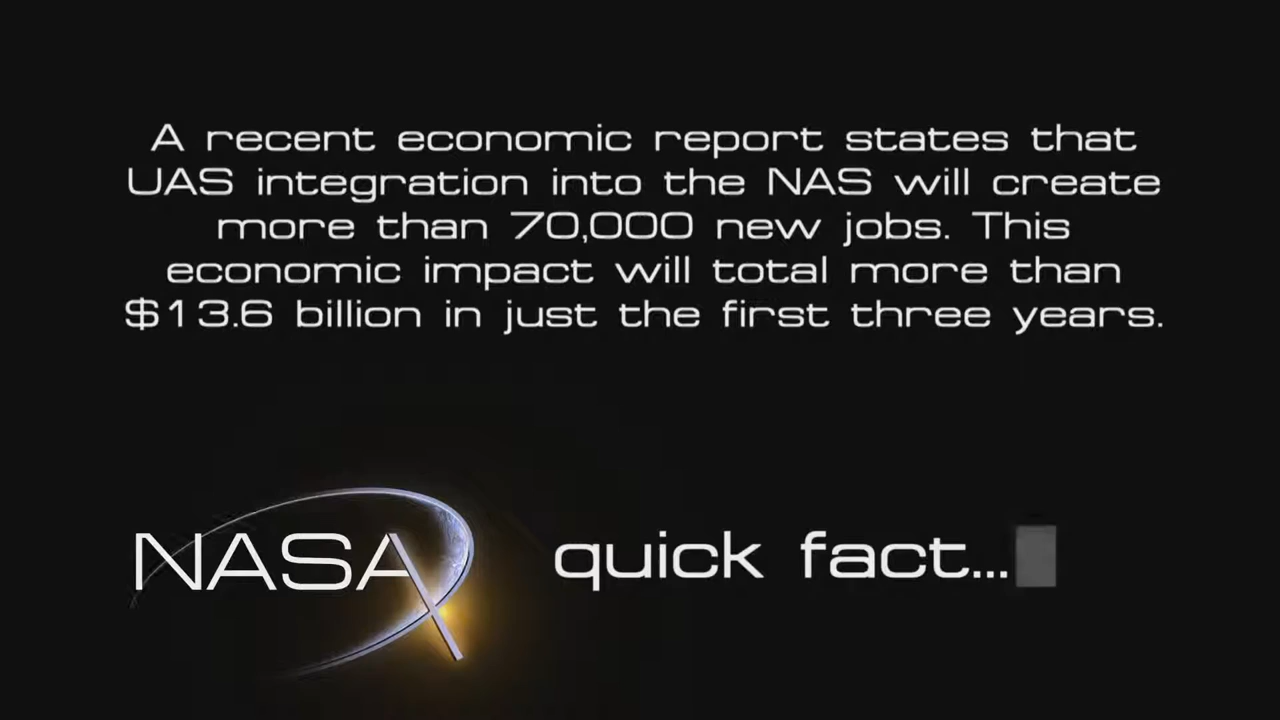 A recent economic report states that
UAS integration into the NAS will create
more than 70,000 new jobs. This
economic impact will total more than
$13.6 billion in just the first three years.
NASA quick fact...